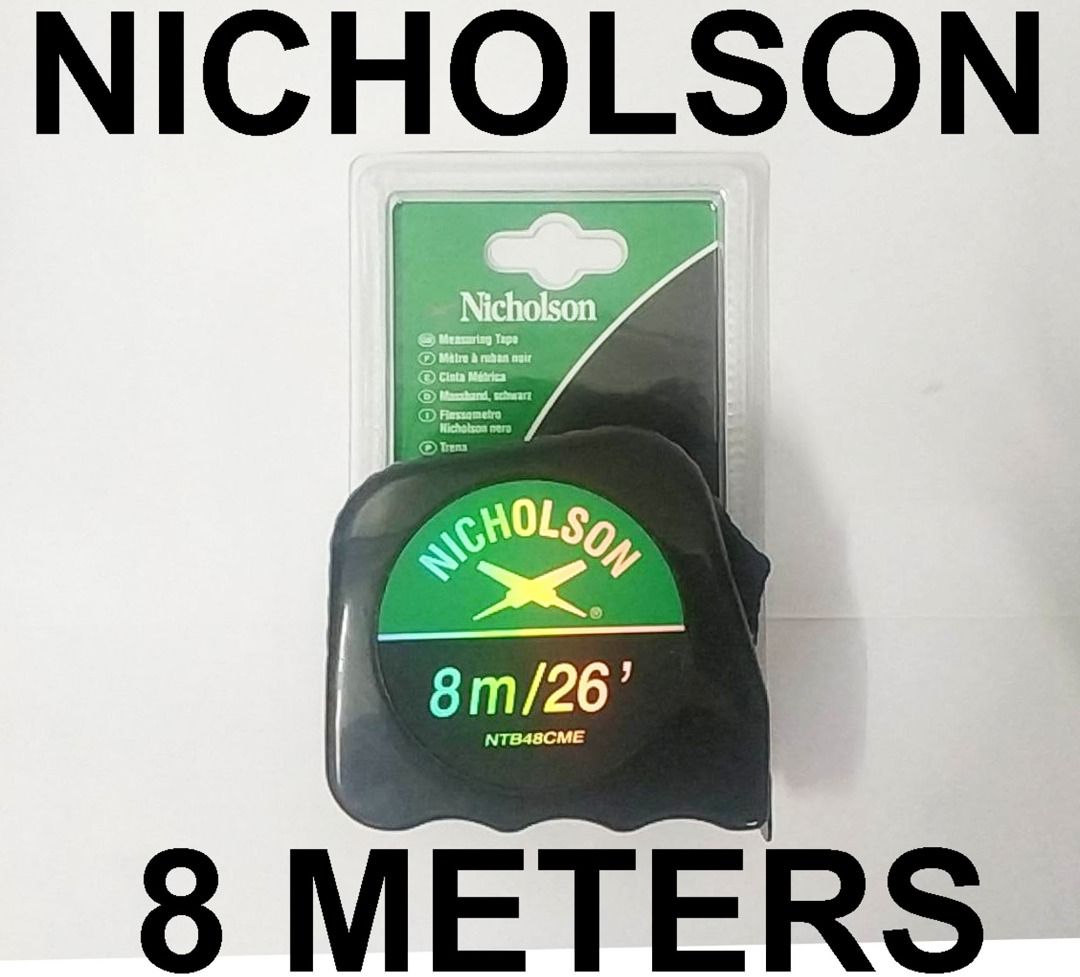 NICHOLSON
Nicholson
GB Measuring Tape
F Mètre à ruban noir
E Cinta Métrica
D Massband, schwarz
I Flessometro
Nicholson nero
P Trena
NICHOLSON
®
8m/26'
NTB48CME
8 METERS